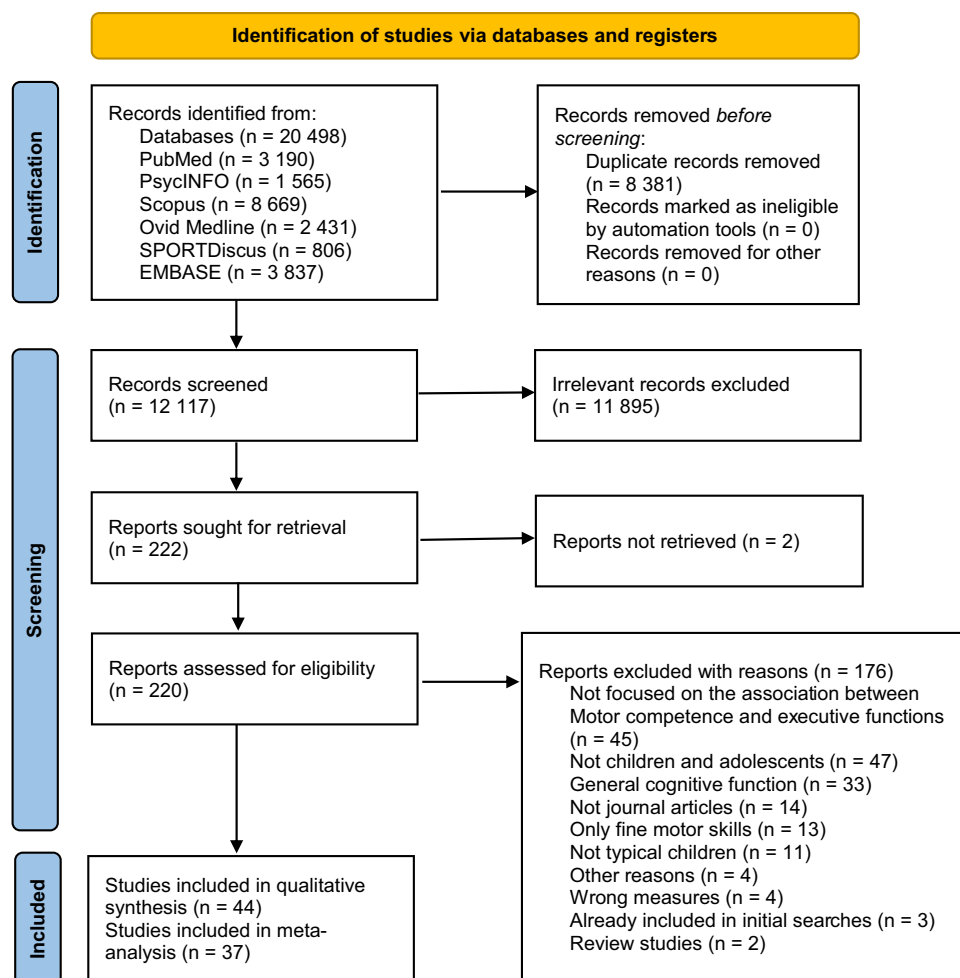 Identification of studies via databases and registers
Identification
Records identified from:
Databases (n = 20 498)
PubMed (n = 3 190)
PsycINFO (n = 1 565)
Scopus (n = 8 669)
Ovid Medline (n = 2 431)
SPORTDiscus (n = 806)
EMBASE (n = 3 837)
Records removed before
screening:
Duplicate records removed
(n = 8 381)
Records marked as ineligible
by automation tools (n = 0)
Records removed for other
reasons (n = 0)
Screening
Records screened
(n = 12 117)
Irrelevant records excluded
(n = 11 895)
Reports sought for retrieval
(n = 222)
Reports not retrieved (n = 2)
Reports assessed for eligibility
(n = 220)
Reports excluded with reasons (n = 176)
Not focused on the association between
Motor competence and executive functions
(n = 45)
Not children and adolescents (n = 47)
General cognitive function (n = 33)
Not journal articles (n = 14)
Only fine motor skills (n = 13)
Not typical children (n = 11)
Other reasons (n = 4)
Wrong measures (n = 4)
Already included in initial searches (n = 3)
Review studies (n = 2)
Included
Studies included in qualitative
synthesis (n = 44)
Studies included in meta-
analysis (n = 37)